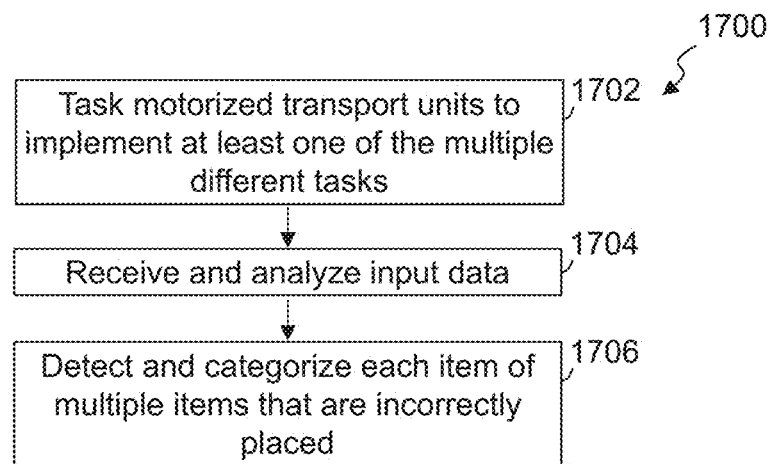 1700
Task motorized transport units to
implement at least one of the multiple
different tasks
1702
Receive and analyze input data
1704
Detect and categorize each item of
multiple items that are incorrectly
placed
1706